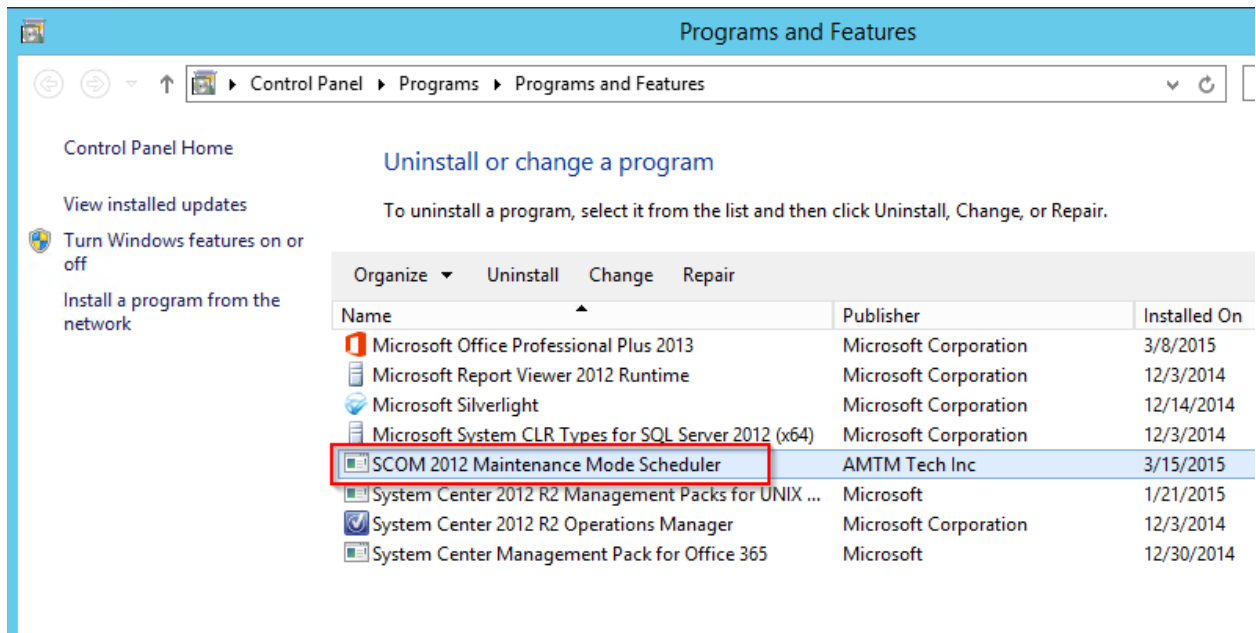 Programs and Features
Control Panel Programs Programs and Features
Control Panel Home
View installed updates
Turn Windows features on or
off
Install a program from the
network
Uninstall or change a program
To uninstall a program, select it from the list and then click Uninstall, Change, or Repair.
Organize Uninstall Change Repair
Name Publisher Installed On
Microsoft Office Professional Plus 2013 Microsoft Corporation 3/8/2015
Microsoft Report Viewer 2012 Runtime Microsoft Corporation 12/3/2014
Microsoft Silverlight Microsoft Corporation 12/14/2014
Microsoft System CLR Types for SQL Server 2012 (x64) Microsoft Corporation 12/3/2014
SCOM 2012 Maintenance Mode Scheduler AMTM Tech Inc 3/15/2015
System Center 2012 R2 Management Packs for UNIX ... Microsoft 1/21/2015
System Center 2012 R2 Operations Manager Microsoft Corporation 12/3/2014
System Center Management Pack for Office 365 Microsoft 12/30/2014